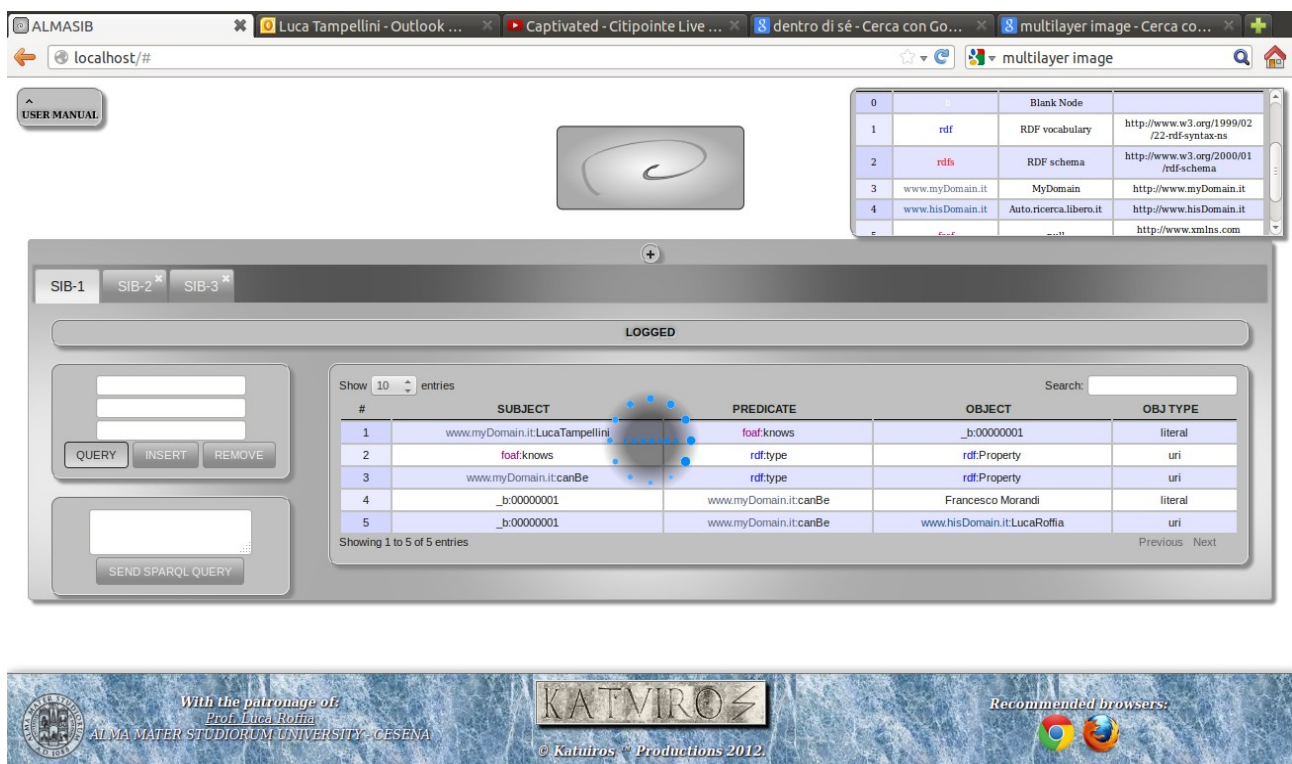 ALMASIB
Luca Tampellini - Outlook ...
Captivated - Citipointe Live ...
dentro di sé - Cerca con Go...
multilayer image - Cerca co...
localhost/#
multilayer image
^
USER MANUAL
0 b Blank Node
1 rdf RDF vocabulary http://www.w3.org/1999/02
/22-rdf-syntax-ns
2 rdfs RDF schema http://www.w3.org/2000/01
/rdf-schema
3 www.myDomain.it MyDomain http://www.myDomain.it
4 www.hisDomain.it Auto.ricerca.libero.it http://www.hisDomain.it
5 foaf null http://www.xmlns.com
+
SIB-1 SIB-2 SIB-3
LOGGED
QUERY INSERT REMOVE
SEND SPARQL QUERY
Show 10 entries Search:
# SUBJECT PREDICATE OBJECT OBJ TYPE
1 www.myDomain.it:LucaTampellini foaf:knows _b:00000001 literal
2 foaf:knows rdf:type rdf:Property uri
3 www.myDomain.it:canBe rdf:type rdf:Property uri
4 _b:00000001 www.myDomain.it:canBe Francesco Morandi literal
5 _b:00000001 www.myDomain.it:canBe www.hisDomain.it:LucaRoffia uri
Showing 1 to 5 of 5 entries Previous Next
With the patronage of:
Prof. Luca Roffia
ALMA MATER STUDIORUM UNIVERSITY - CESENA
KATVIROS
© Katuiros ™ Productions 2012.
Recommended browsers: